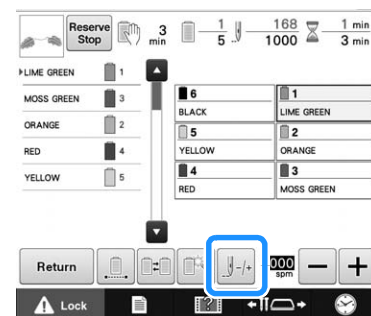 Reserve Stop 3 min 1/5 168/1000 1 min 3 min
LIME GREEN 1
MOSS GREEN 3
ORANGE 2
RED 4
YELLOW 5
6 BLACK
1 LIME GREEN
5 YELLOW
2 ORANGE
4 RED
3 MOSS GREEN
Return -/+ 000 spm − +
Lock ?